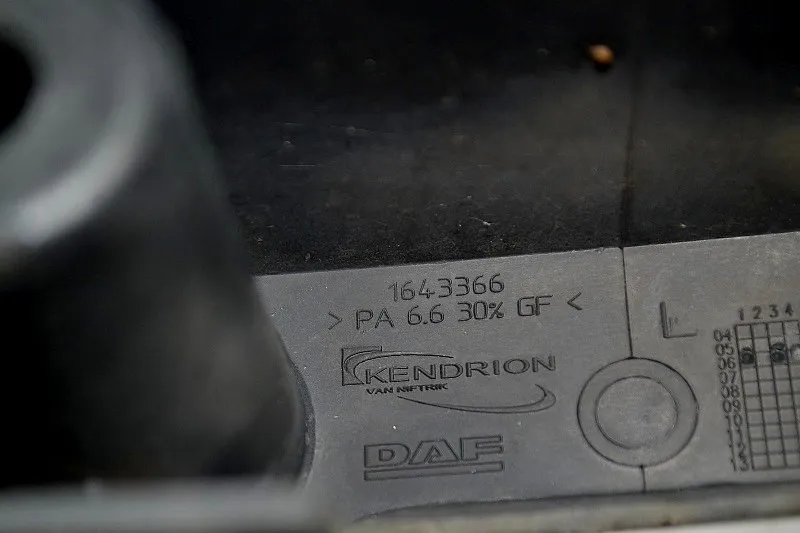 1643366
> PA 6.6 30% GF <
KENDRION
VAN NIFTRIK
DAF
L
1 2 3 4
04
05
06
07
08
09
10
11
12
13